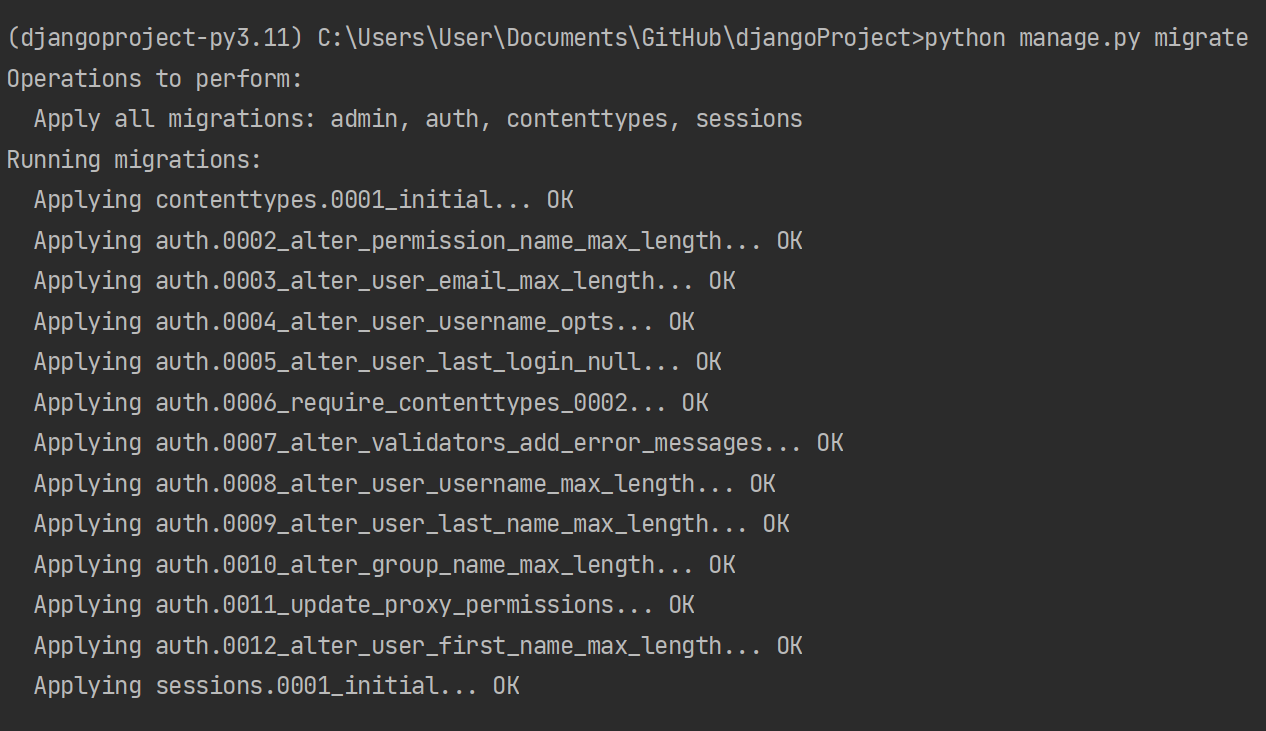 (djangoproject-py3.11) C:\Users\User\Documents\GitHub\djangoProject>python manage.py migrate
Operations to perform:
  Apply all migrations: admin, auth, contenttypes, sessions
Running migrations:
  Applying contenttypes.0001_initial... OK
  Applying auth.0002_alter_permission_name_max_length... OK
  Applying auth.0003_alter_user_email_max_length... OK
  Applying auth.0004_alter_user_username_opts... OK
  Applying auth.0005_alter_user_last_login_null... OK
  Applying auth.0006_require_contenttypes_0002... OK
  Applying auth.0007_alter_validators_add_error_messages... OK
  Applying auth.0008_alter_user_username_max_length... OK
  Applying auth.0009_alter_user_last_name_max_length... OK
  Applying auth.0010_alter_group_name_max_length... OK
  Applying auth.0011_update_proxy_permissions... OK
  Applying auth.0012_alter_user_first_name_max_length... OK
  Applying sessions.0001_initial... OK